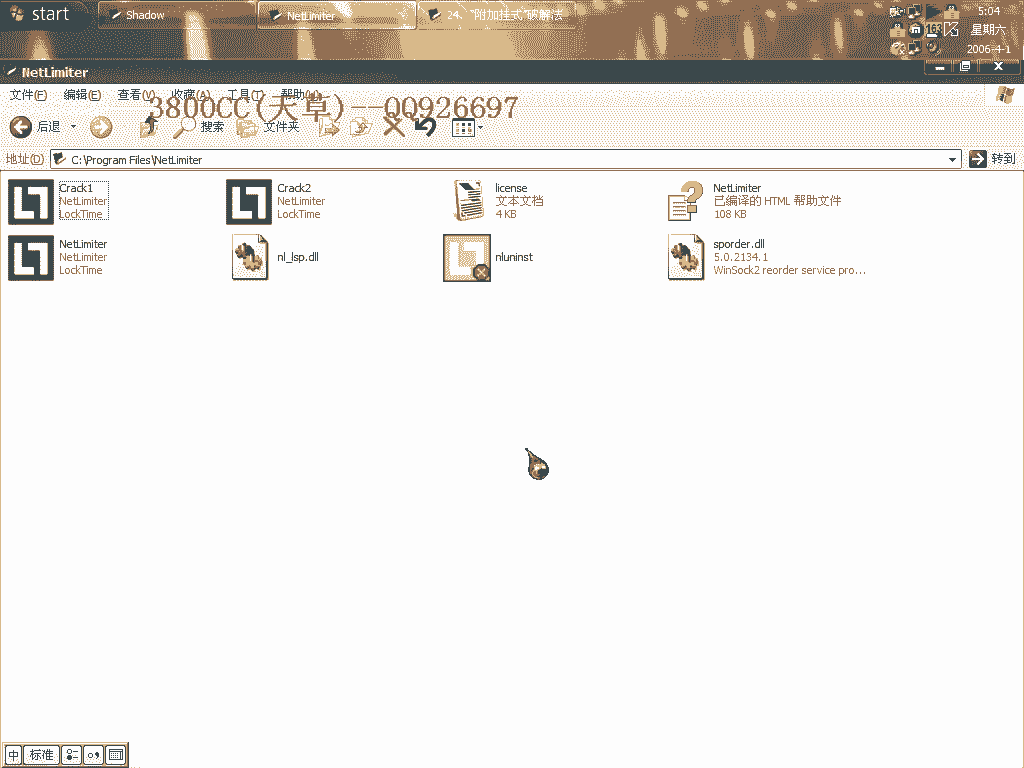 start
Shadow
NetLimiter
24. "附加挂式"破解法
5:04
星期六
2006-4-1
NetLimiter
文件(F) 编辑(E) 查看(V) 收藏(A) 工具(T) 帮助(H)
3800CC(天草)--QQ926697
后退 搜索 文件夹
地址(D) C:\Program Files\NetLimiter 转到
Crack1
NetLimiter
LockTime
Crack2
NetLimiter
LockTime
license
文本文档
4 KB
NetLimiter
已编译的 HTML 帮助文件
108 KB
NetLimiter
NetLimiter
LockTime
nl_lsp.dll
nluninst
sporder.dll
5.0.2134.1
WinSock2 reorder service pro...
中 标准